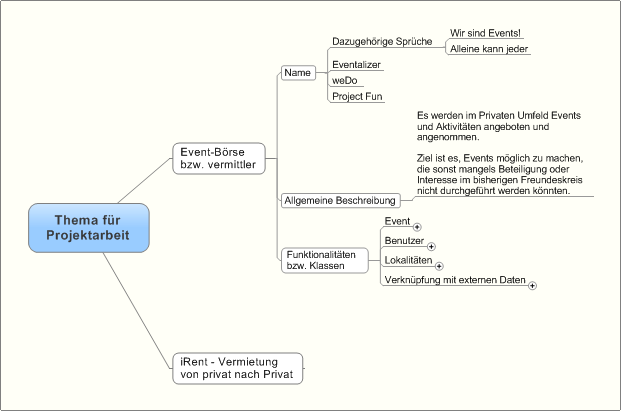 Thema für
Projektarbeit
Event-Börse
bzw. vermittler
Name
Dazugehörige Sprüche
Wir sind Events!
Alleine kann jeder
Eventalizer
weDo
Project Fun
Allgemeine Beschreibung
Es werden im Privaten Umfeld Events
und Aktivitäten angeboten und
angenommen.
Ziel ist es, Events möglich zu machen,
die sonst mangels Beteiligung oder
Interesse im bisherigen Freundeskreis
nicht durchgeführt werden könnten.
Funktionalitäten
bzw. Klassen
Event
Benutzer
Lokalitäten
Verknüpfung mit externen Daten
iRent - Vermietung
von privat nach Privat